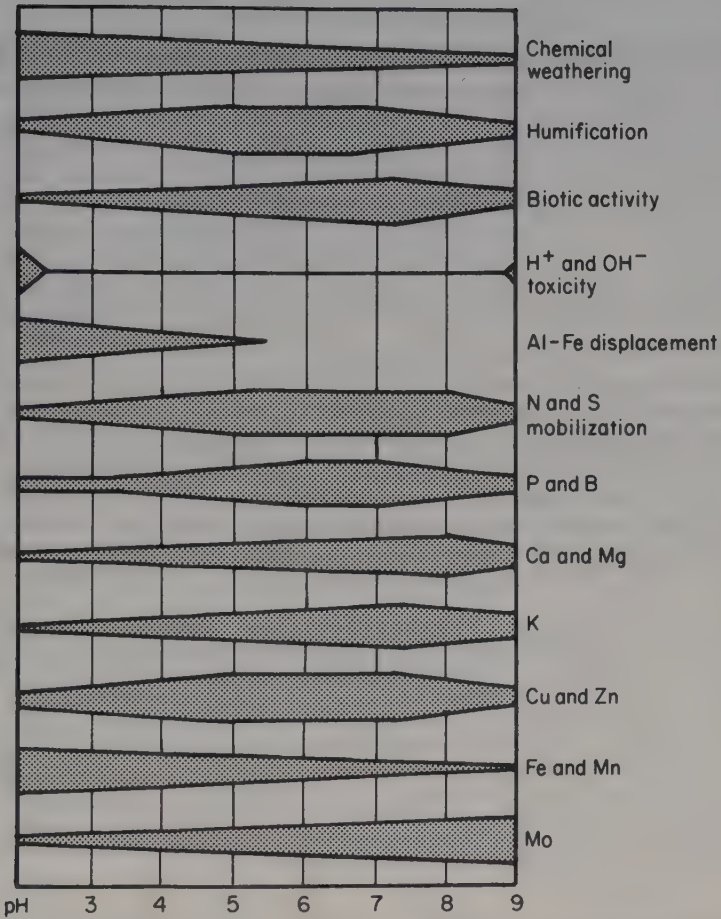 Chemical
weathering
Humification
Biotic activity
H⁺ and OH⁻
toxicity
Al-Fe displacement
N and S
mobilization
P and B
Ca and Mg
K
Cu and Zn
Fe and Mn
Mo
pH 3 4 5 6 7 8 9